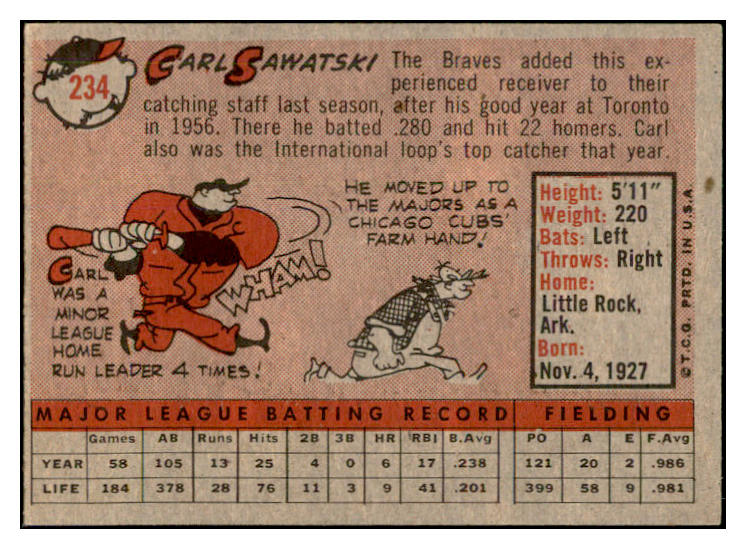 234
CARL SAWATSKI
The Braves added this ex-
perienced receiver to their
catching staff last season, after his good year at Toronto
in 1956. There he batted .280 and hit 22 homers. Carl
also was the International loop's top catcher that year.
CARL
WAS A
MINOR
LEAGUE
HOME
RUN LEADER 4 TIMES!
WHAM!
HE MOVED UP TO
THE MAJORS AS A
CHICAGO CUBS'
FARM HAND!
Height: 5'11"
Weight: 220
Bats: Left
Throws: Right
Home:
Little Rock,
Ark.
Born:
Nov. 4, 1927
©T.C.G. PRTD. IN U.S.A.
MAJOR LEAGUE BATTING RECORD FIELDING
Games AB Runs Hits 2B 3B HR RBI B.Avg PO A E F.Avg
YEAR 58 105 13 25 4 0 6 17 .238 121 20 2 .986
LIFE 184 378 28 76 11 3 9 41 .201 399 58 9 .981